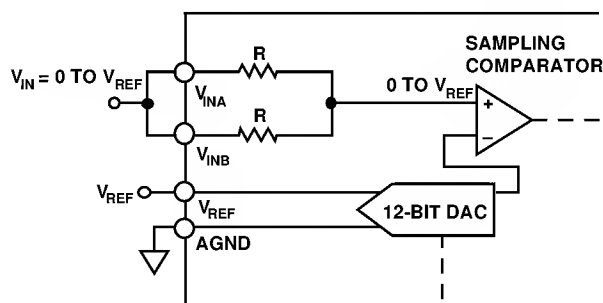 SAMPLING
COMPARATOR
V_IN = 0 TO V_REF
R
V_INA
0 TO V_REF
+
R
–
V_INB
V_REF
V_REF
12-BIT DAC
AGND